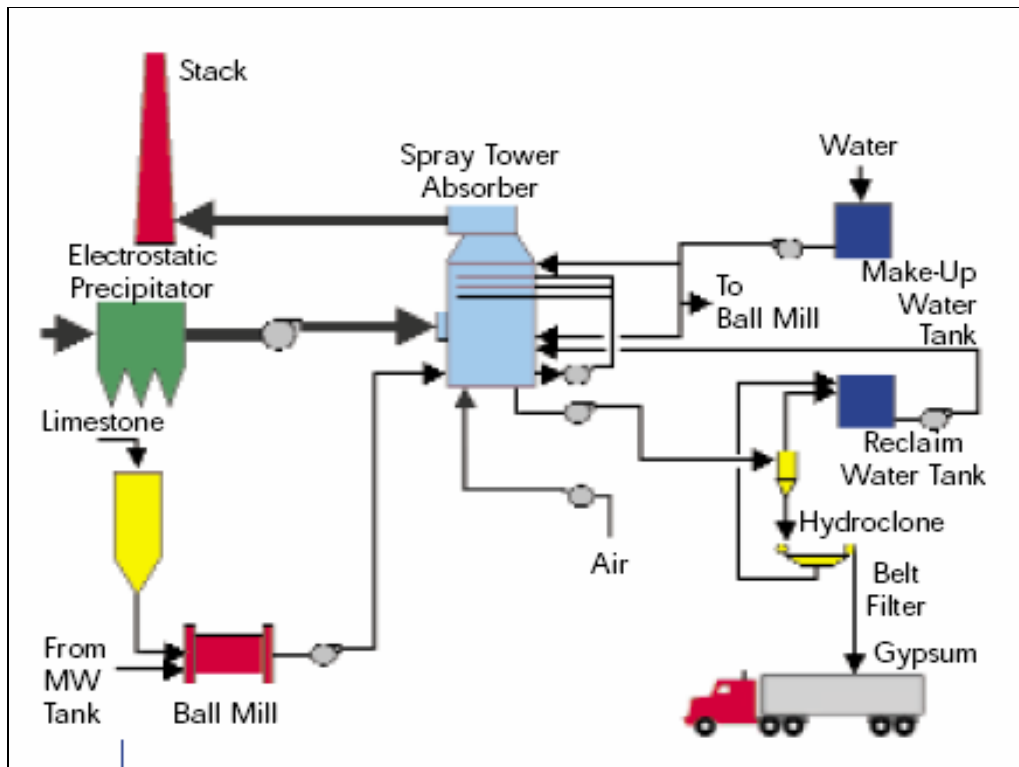 Stack
Spray Tower
Absorber
Water
Electrostatic
Precipitator
To
Ball Mill
Make-Up
Water
Tank
Limestone
Reclaim
Water Tank
Hydroclone
Air
Belt
Filter
From
MW
Tank
Gypsum
Ball Mill